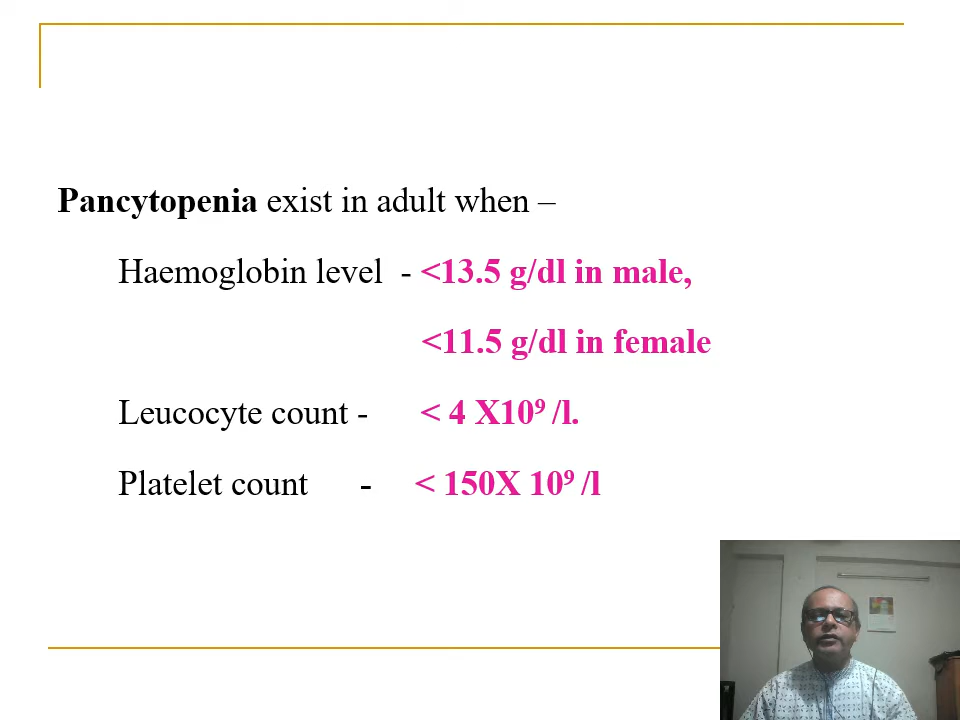 Pancytopenia exist in adult when –
Haemoglobin level - <13.5 g/dl in male,
<11.5 g/dl in female
Leucocyte count - < 4 X10⁹ /l.
Platelet count - < 150X 10⁹ /l